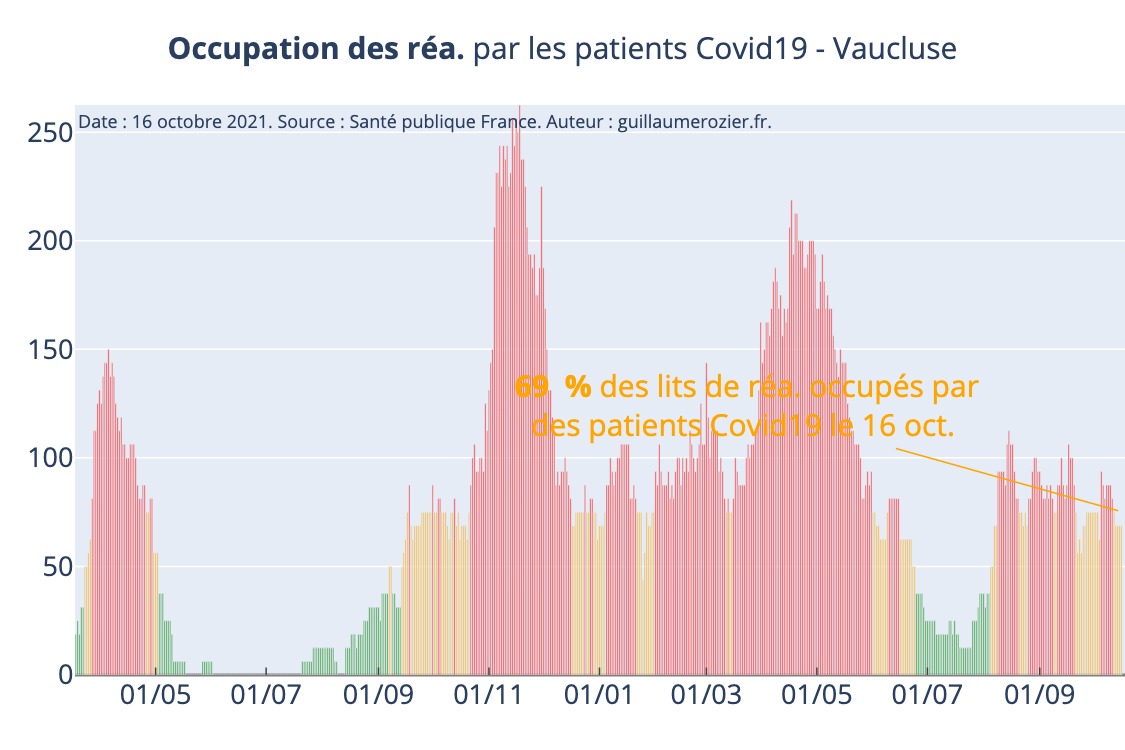 Occupation des réa. par les patients Covid19 - Vaucluse
Date : 16 octobre 2021. Source : Santé publique France. Auteur : guillaumerozier.fr.
250
200
150
69 % des lits de réa. occupés par
des patients Covid19 le 16 oct.
100
50
0
01/05 01/07 01/09 01/11 01/01 01/03 01/05 01/07 01/09